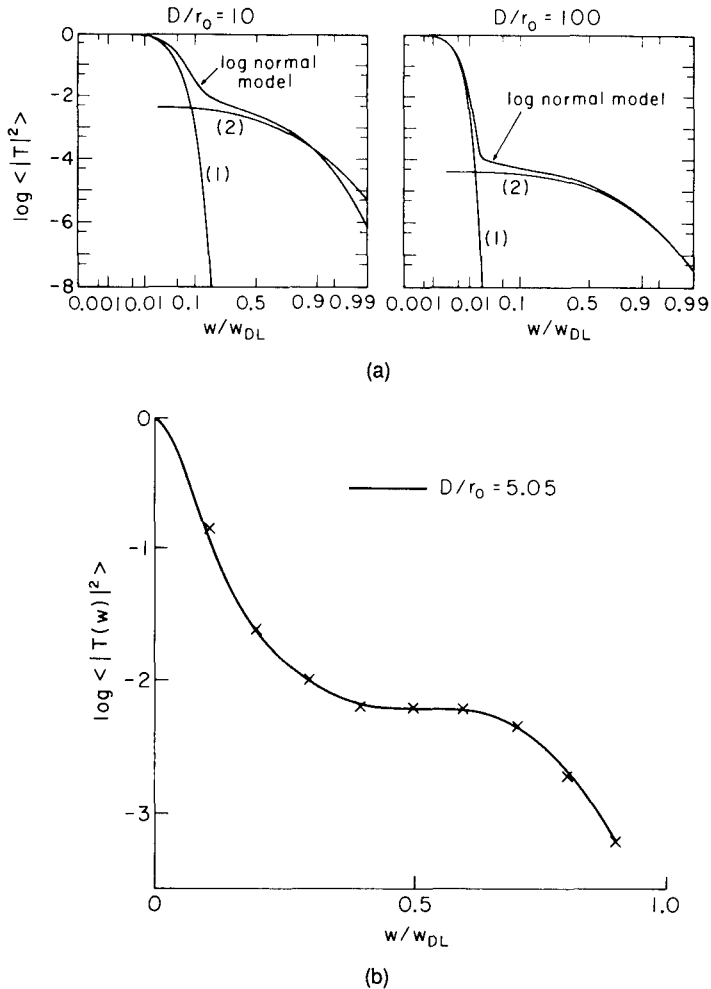 D/r₀ = 10
D/r₀ = 100
log < |T|² >
0
-2
-4
-6
-8
log normal
model
(2)
(1)
log normal model
(2)
(1)
0.001 0.01 0.1 0.5 0.9 0.99
w/w_DL
0.001 0.01 0.1 0.5 0.9 0.99
w/w_DL
(a)
log < |T(w)|² >
0
-1
-2
-3
D/r₀ = 5.05
0 0.5 1.0
w/w_DL
(b)